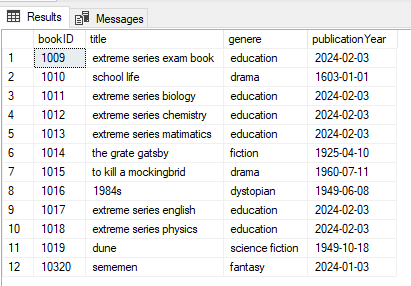 Results Messages
bookID title genere publicationYear
1 1009 extreme series exam book education 2024-02-03
2 1010 school life drama 1603-01-01
3 1011 extreme series biology education 2024-02-03
4 1012 extreme series chemistry education 2024-02-03
5 1013 extreme series matimatics education 2024-02-03
6 1014 the grate gatsby fiction 1925-04-10
7 1015 to kill a mockingbrid drama 1960-07-11
8 1016 1984s dystopian 1949-06-08
9 1017 extreme series english education 2024-02-03
10 1018 extreme series physics education 2024-02-03
11 1019 dune science fiction 1949-10-18
12 10320 sememen fantasy 2024-01-03